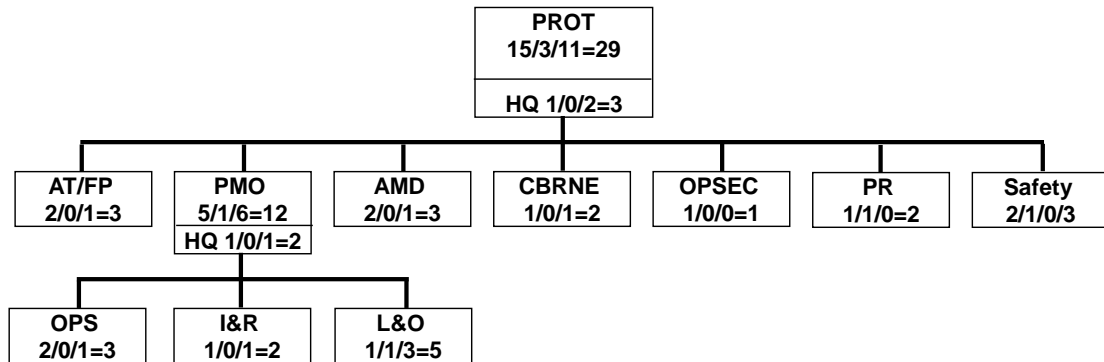 PROT
15/3/11=29
HQ 1/0/2=3
AT/FP
2/0/1=3
PMO
5/1/6=12
HQ 1/0/1=2
AMD
2/0/1=3
CBRNE
1/0/1=2
OPSEC
1/0/0=1
PR
1/1/0=2
Safety
2/1/0/3
OPS
2/0/1=3
I&R
1/0/1=2
L&O
1/1/3=5